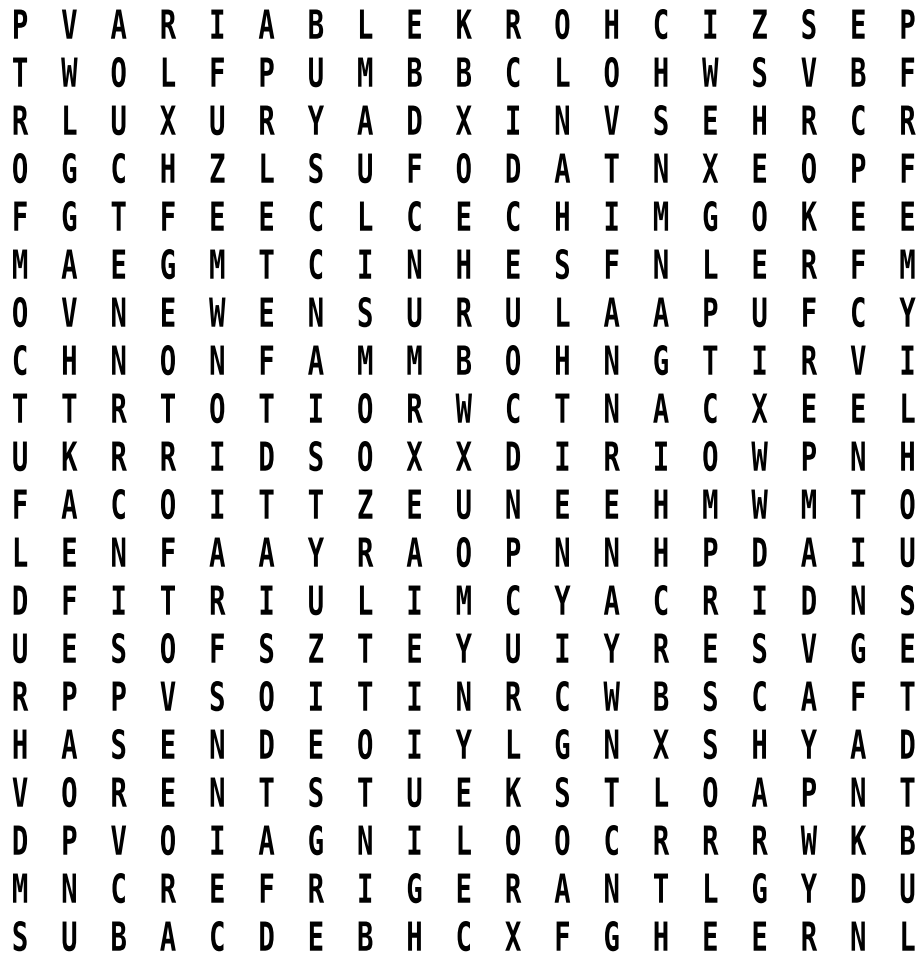 P V A R I A B L E K R O H C I Z S E P
T W O L F P U M B B C L O H W S V B F
R L U X U R Y A D X I N V S E H R C R
O G C H Z L S U F O D A T N X E O P F
F G T F E E C L C E C H I M G O K E E
M A E G M T C I N H E S F N L E R F M
O V N E W E N S U R U L A A P U F C Y
C H N O N F A M M B O H N G T I R V I
T T R T O T I O R W C T N A C X E E L
U K R R I D S O X X D I R I O W P N H
F A C O I T T Z E U N E E H M W M T O
L E N F A A Y R A O P N N H P D A I U
D F I T R I U L I M C Y A C R I D N S
U E S O F S Z T E Y U I Y R E S V G E
R P P V S O I T I N R C W B S C A F T
H A S E N D E O I Y L G N X S H Y A D
V O R E N T S T U E K S T L O A P N T
D P V O I A G N I L O O C R R R W K B
M N C R E F R I G E R A N T L G Y D U
S U B A C D E B H C X F G H E E R N L